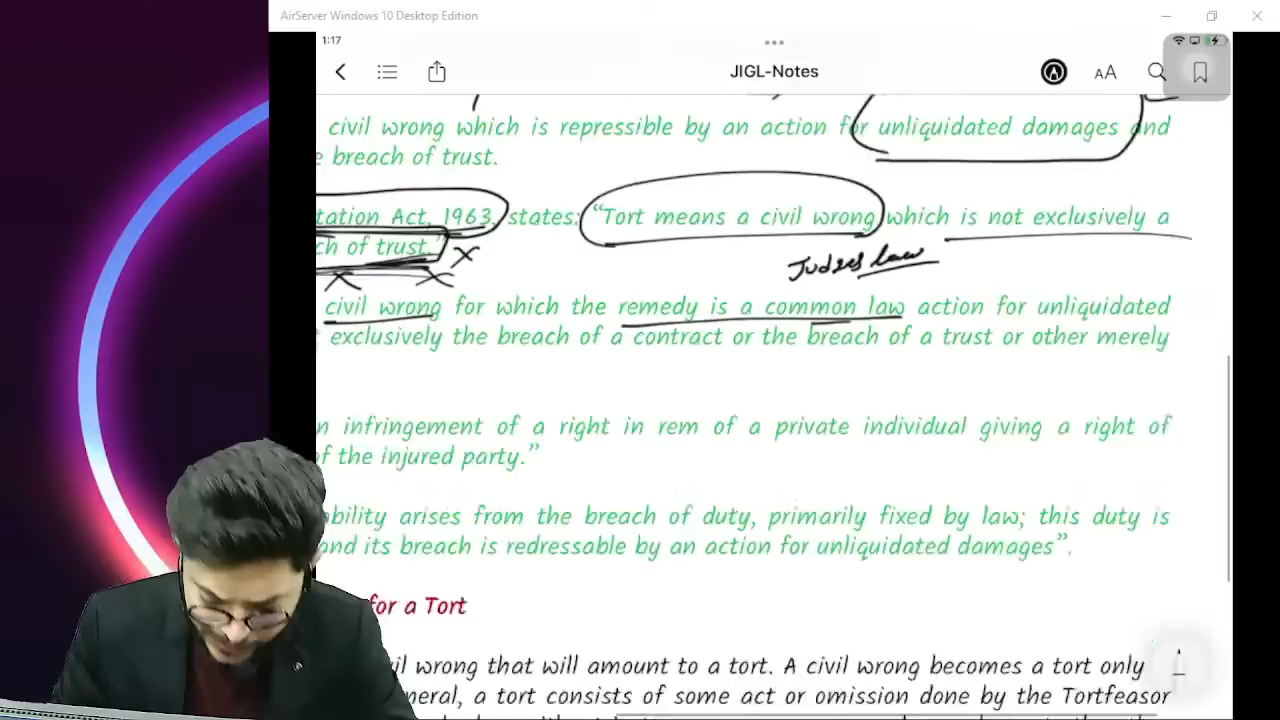 AirServer Windows 10 Desktop Edition
1:17
JIGL-Notes
AA
civil wrong which is repressible by an action for unliquidated damages and
e breach of trust.
tation Act, 1963, states: “Tort means a civil wrong which is not exclusively a
ch of trust.” x
x x
Judges law
civil wrong for which the remedy is a common law action for unliquidated
exclusively the breach of a contract or the breach of a trust or other merely
n infringement of a right in rem of a private individual giving a right of
of the injured party.”
ability arises from the breach of duty, primarily fixed by law; this duty is
and its breach is redressable by an action for unliquidated damages”.
for a Tort
il wrong that will amount to a tort. A civil wrong becomes a tort only
neral, a tort consists of some act or omission done by the Tortfeasor